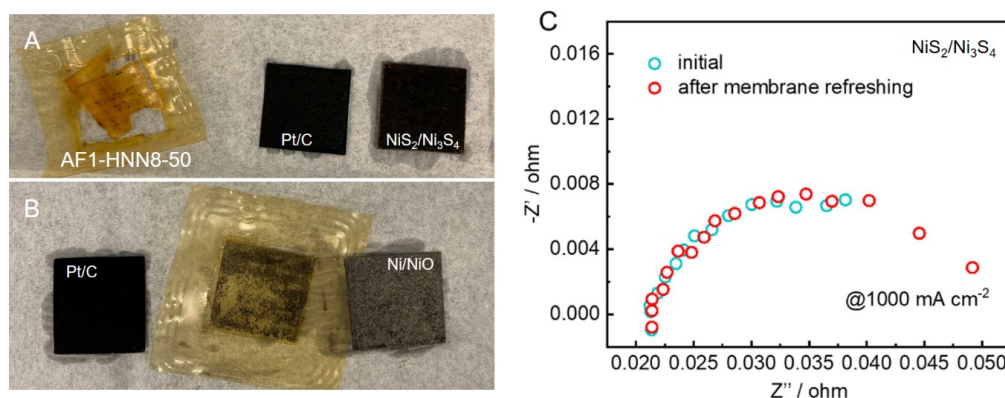 A
AF1-HNN8-50
Pt/C
NiS₂/Ni₃S₄
B
Pt/C
Ni/NiO
C
NiS₂/Ni₃S₄
initial
after membrane refreshing
@1000 mA cm⁻²
-Z' / ohm
0.016
0.012
0.008
0.004
0.000
0.020 0.025 0.030 0.035 0.040 0.045 0.050
Z'' / ohm